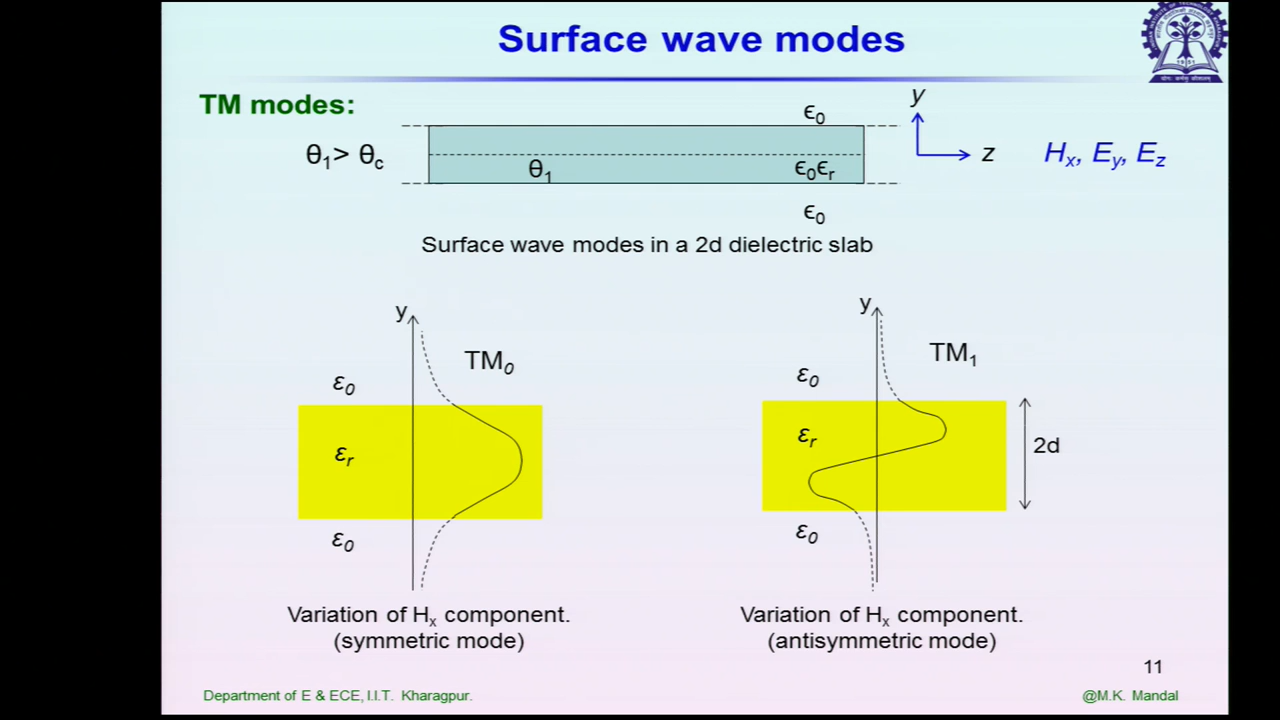 Surface wave modes
TM modes:
θ₁> θc
ϵ₀
θ₁
ϵ₀ϵr
ϵ₀
y
z
Hx, Ey, Ez
Surface wave modes in a 2d dielectric slab
y
TM₀
ε₀
εr
ε₀
Variation of Hx component.
(symmetric mode)
y
TM₁
ε₀
εr
2d
ε₀
Variation of Hx component.
(antisymmetric mode)
11
Department of E & ECE, I.I.T. Kharagpur.
@M.K. Mandal